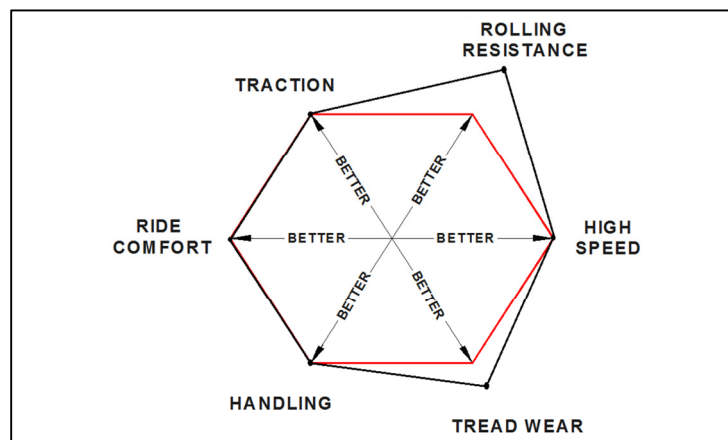 ROLLING
RESISTANCE
TRACTION
BETTER
BETTER
RIDE
COMFORT
BETTER
BETTER
HIGH
SPEED
BETTER
BETTER
HANDLING
TREAD WEAR